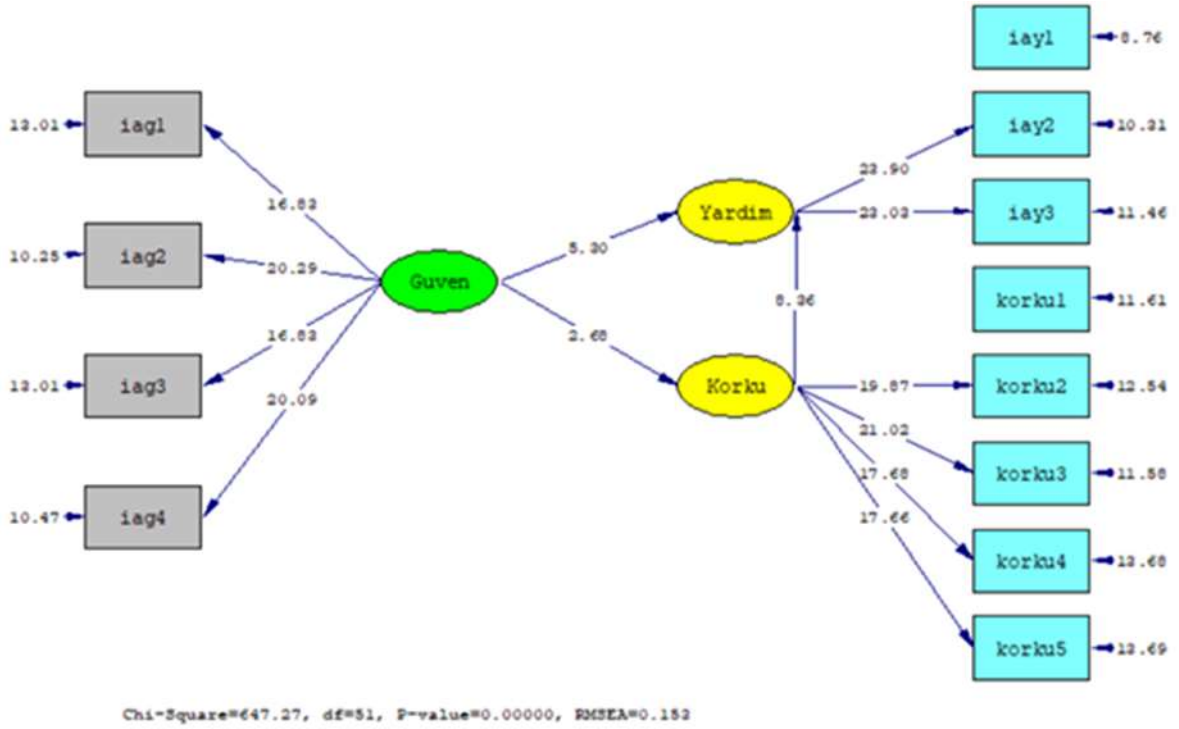 iay1 8.76
13.01 iag1 iay2 10.31
23.90
16.83 Yardim 23.03 iay3 11.46
10.25 iag2 20.29 5.30
Guven korku1 11.61
8.36
16.83 2.68
13.01 iag3 Korku 19.87 korku2 12.54
20.09 21.02
17.68 korku3 11.58
10.47 iag4 17.66
korku4 13.68
korku5 13.69
Chi-Square=647.27, df=51, P-value=0.00000, RMSEA=0.153